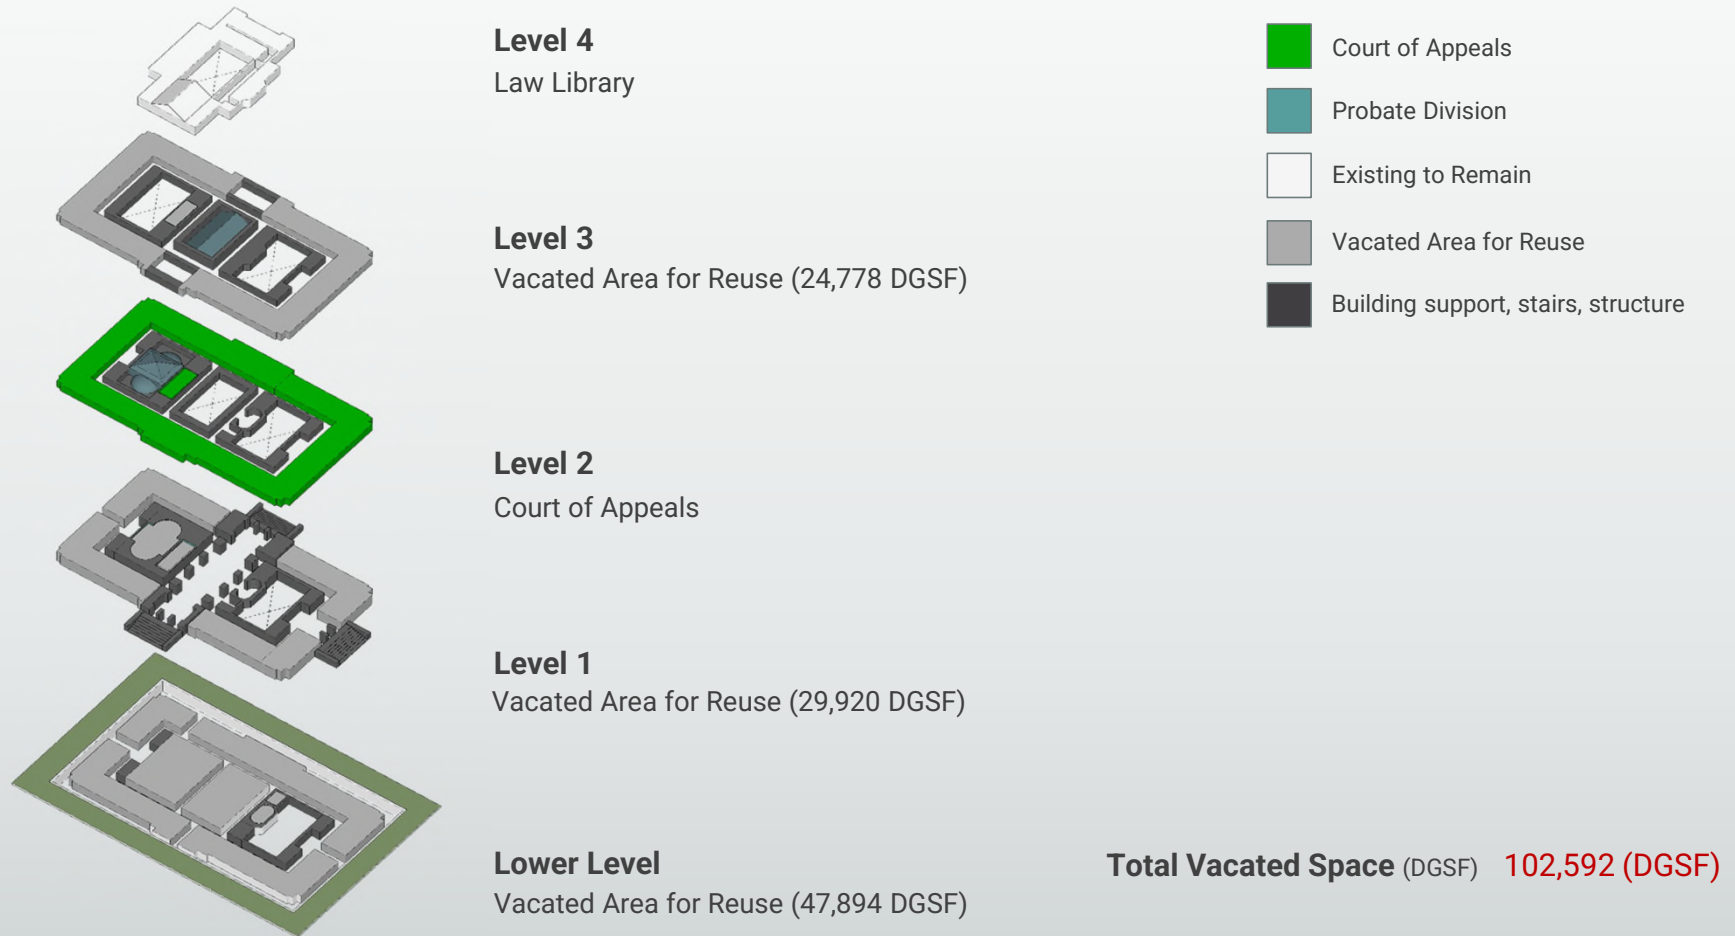 Level 4
Law Library
Level 3
Vacated Area for Reuse (24,778 DGSF)
Level 2
Court of Appeals
Level 1
Vacated Area for Reuse (29,920 DGSF)
Lower Level
Vacated Area for Reuse (47,894 DGSF)
Court of Appeals
Probate Division
Existing to Remain
Vacated Area for Reuse
Building support, stairs, structure
Total Vacated Space (DGSF) 102,592 (DGSF)